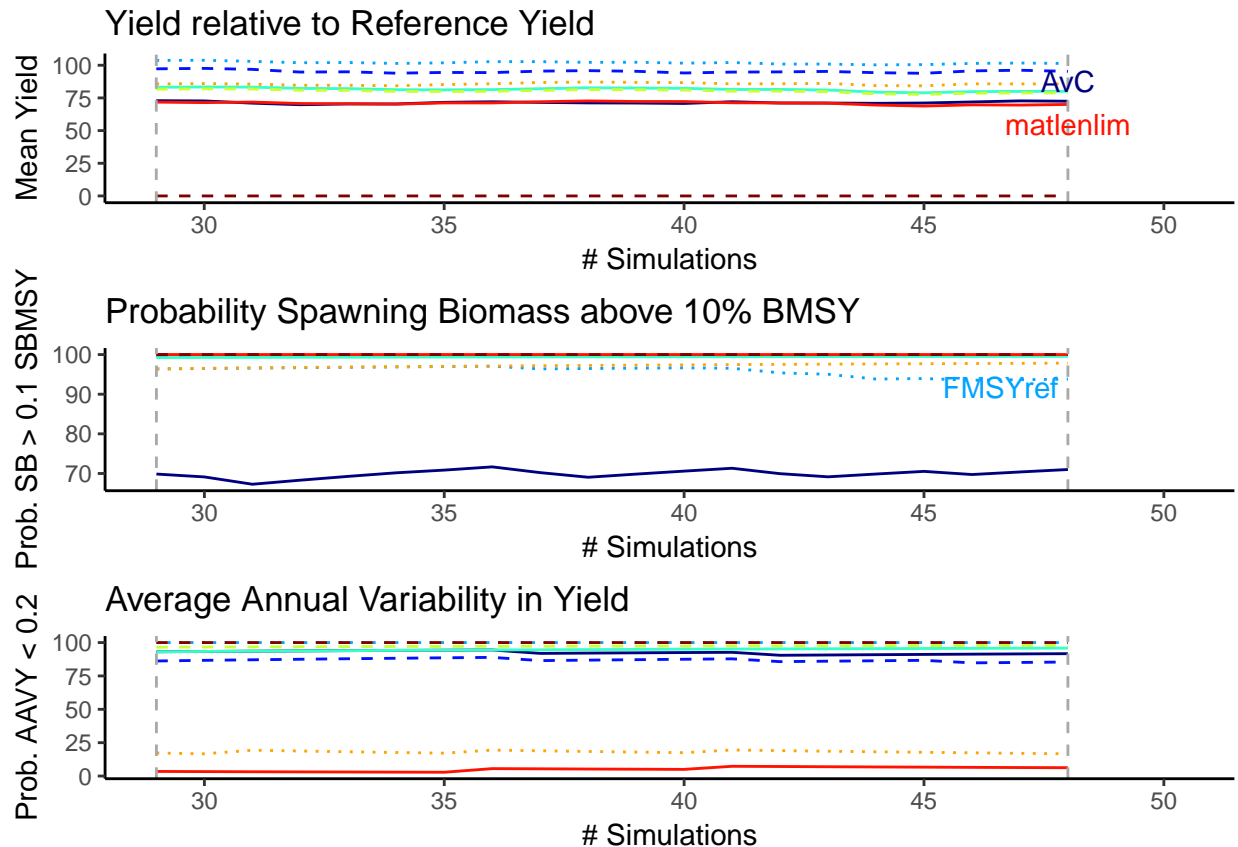 Yield relative to Reference Yield
Mean Yield
100
75
50
25
0
AvC
matlenlim
30 35 40 45 50
# Simulations
Probability Spawning Biomass above 10% BMSY
Prob. SB > 0.1 SBMSY
100
90
80
70
FMSYref
30 35 40 45 50
# Simulations
Average Annual Variability in Yield
Prob. AAVY < 0.2
100
75
50
25
0
30 35 40 45 50
# Simulations